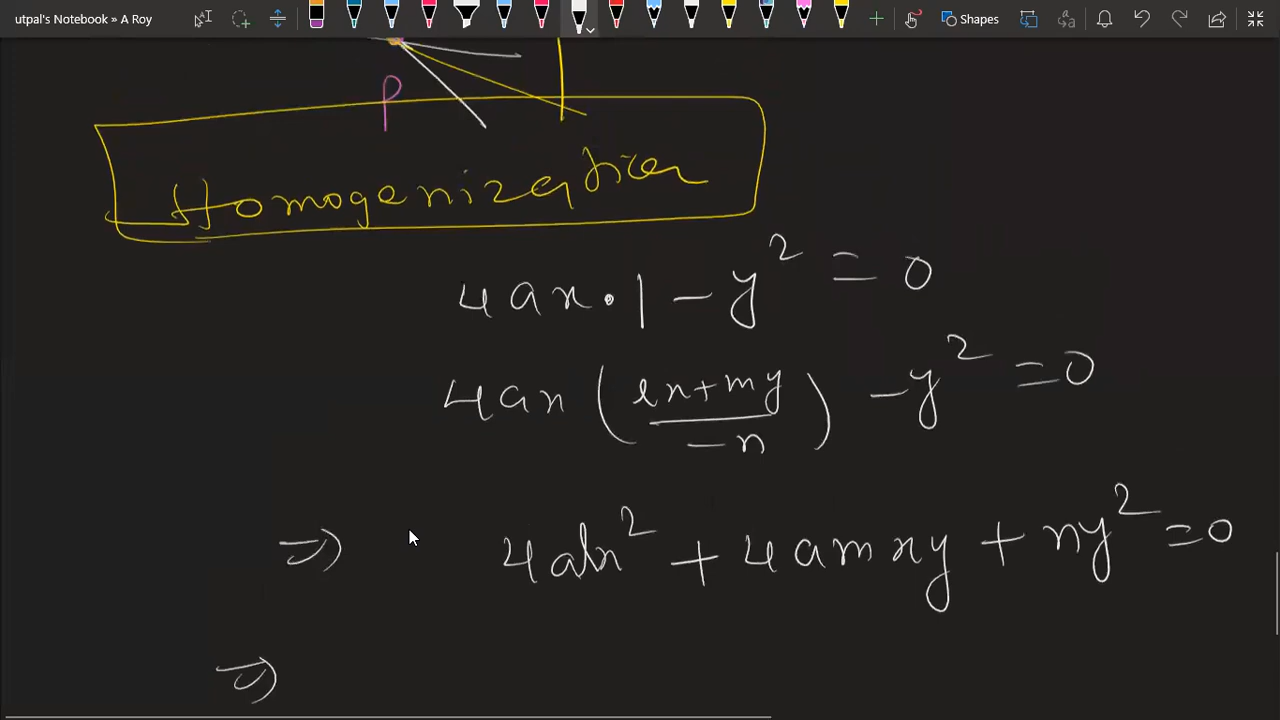 utpal's Notebook » A Roy
Shapes
P
Homogenization
4ax·1 - y² = 0
4ax (lx+my / -n) - y² = 0
⇒ 4alx² + 4amxy + ny² = 0
⇒